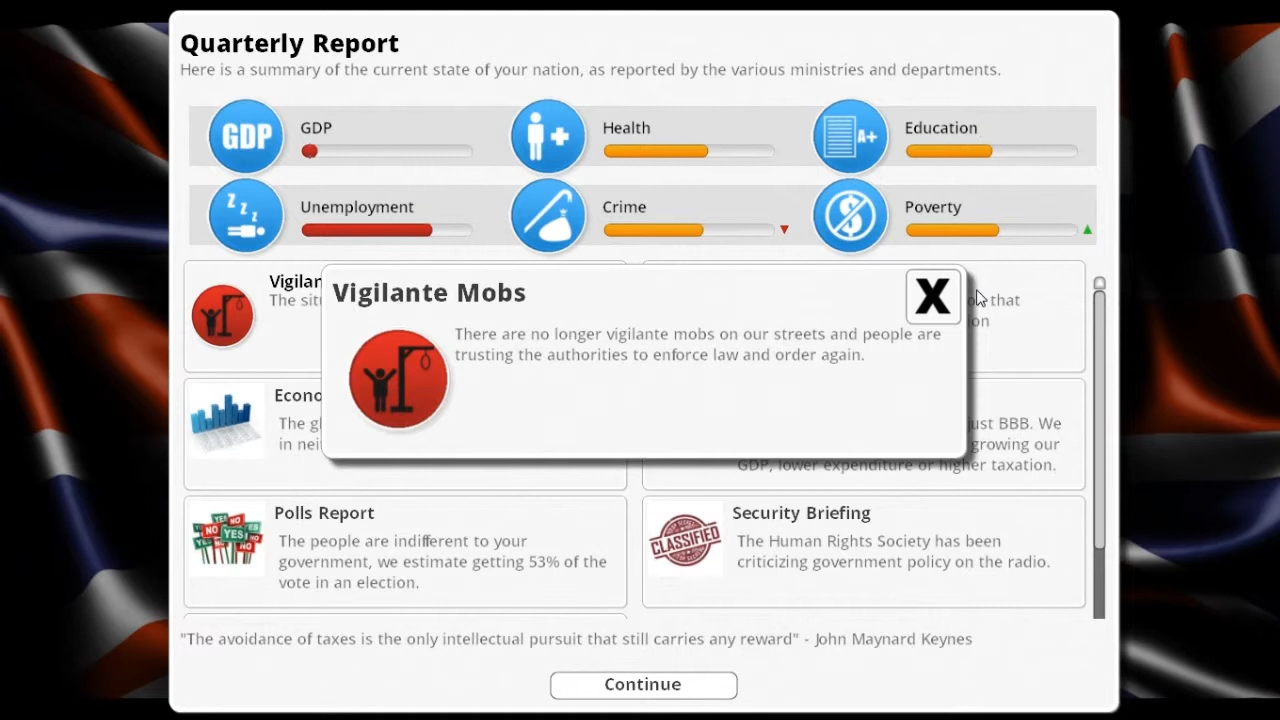 Quarterly Report
Here is a summary of the current state of your nation, as reported by the various ministries and departments.
GDP
GDP
Health
A+
Education
Z Z Z
Unemployment
Crime
$
Poverty
Vigilan
The sit
that
on
Vigilante Mobs
X
There are no longer vigilante mobs on our streets and people are
trusting the authorities to enforce law and order again.
Econo
The gl
in nei
just BBB. We
growing our
GDP, lower expenditure or higher taxation.
Polls Report
YES NO
NO YES
The people are indifferent to your
government, we estimate getting 53% of the
vote in an election.
Security Briefing
CLASSIFIED
The Human Rights Society has been
criticizing government policy on the radio.
"The avoidance of taxes is the only intellectual pursuit that still carries any reward" - John Maynard Keynes
Continue